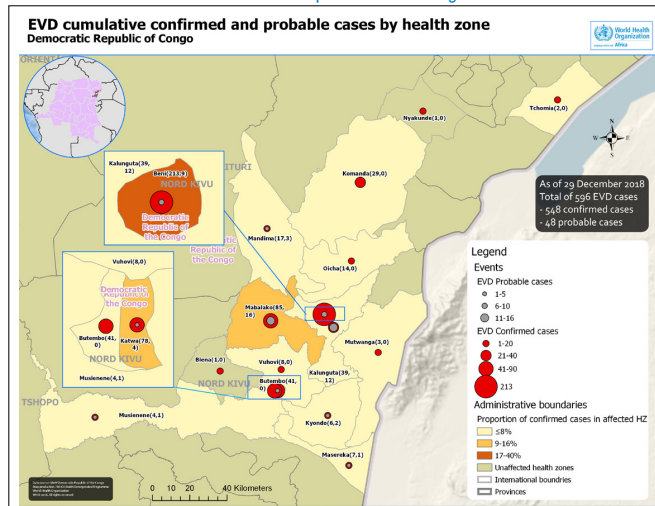 EVD cumulative confirmed and probable cases by health zone
Democratic Republic of Congo
World Health
Organization
Africa
ORIENTA
Tchomia(2,0)
Nyakunde(1,0)
N
W
E
S
Kalunguta(39,
12)
ITURI
Beni(213,9)
NORD KIVU
Democratic
Republic of
the Congo
Komanda(29,0)
As of 29 December 2018
Total of 596 EVD cases
- 548 confirmed cases
- 48 probable cases
Mandima(17,3)
Republic of
the Congo
Oicha(14,0)
Vuhovi(8,0)
Democratic
Republic of
the Congo
Butembo(41,
0)
Katwa(78,
4)
NORD KIVU
Musienene(4,1)
Mabalako(85,
16)
Mutwanga(3,0)
Biena(1,0)
Vuhovi(8,0)
Kalunguta(39,
12)
NORD KIVU
Butembo(41,
0)
TSHOPO
Musienene(4,1)
Kyondo(6,2)
Masereka(7,1)
Legend
Events
EVD Probable cases
1-5
6-10
11-16
EVD Confirmed cases
1-20
21-40
41-90
213
Administrative boundaries
Proportion of confirmed cases in affected HZ
≤8%
9-16%
17-40%
Unaffected health zones
International boundaries
Provinces
0 10 20 40 Kilometers